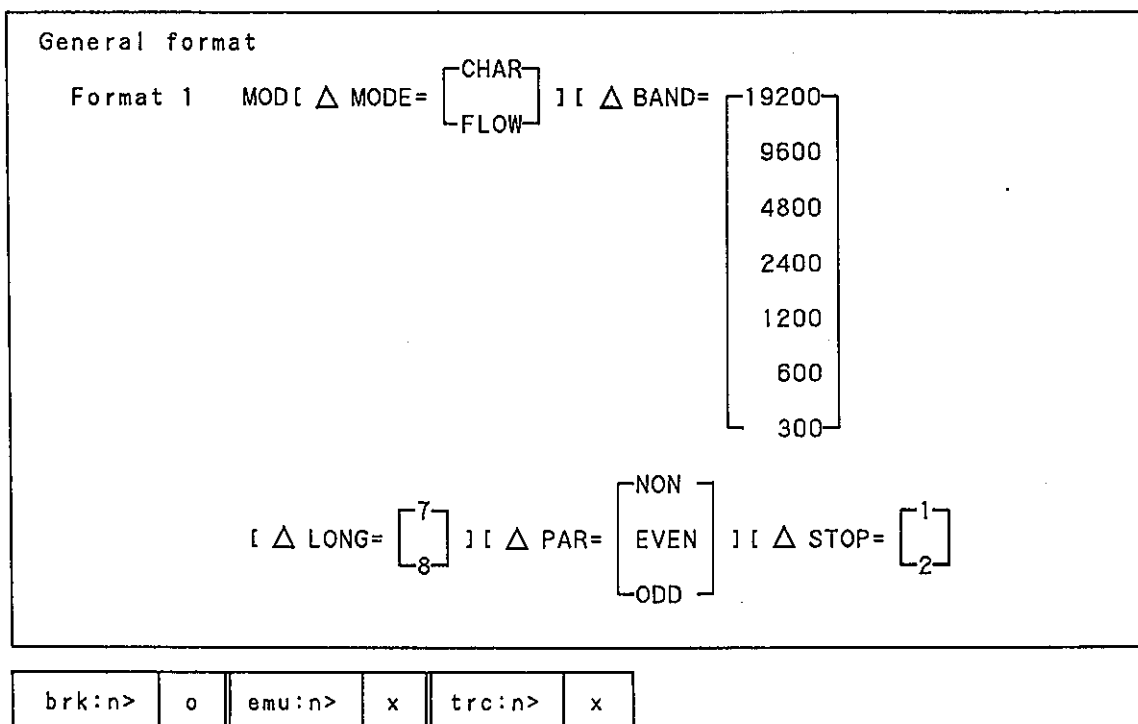 General format
CHAR
Format 1 MOD[ △ MODE= ][ △ BAND= 19200
FLOW
9600
4800
2400
1200
600
300
NON
7 1
[ △ LONG= ][ △ PAR= EVEN ][ △ STOP=
8 2
ODD
brk:n> o emu:n> x trc:n> x